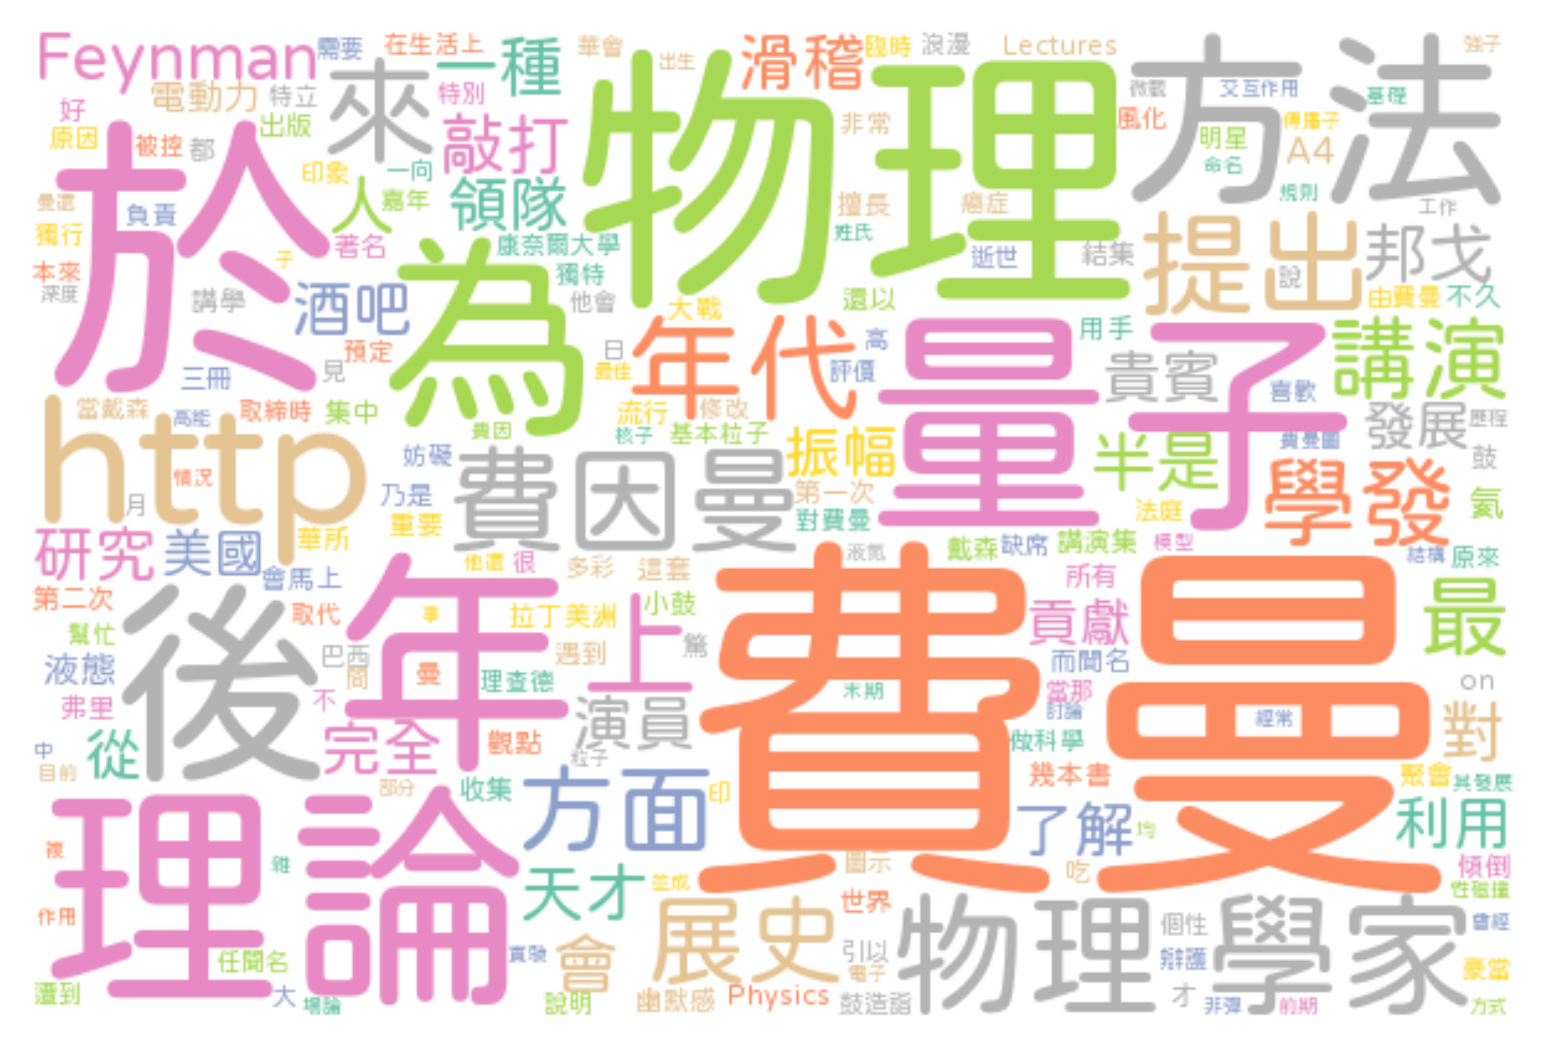 Feynman
需要
在生活上
一種
華會
出生
滑稽
臨時
浪漫
Lectures
方法
強子
電動力
特立
來
特別
物理
微觀
交互作用
基礎
好
出版
敲打
非常
風化
明星
傳播子
原因
被控
都
印象
一向
命名
A4
於
人
嘉年
領隊
擅長
癌症
規則
工作
曼還
負責
獨行
著名
康奈爾大學
姓氏
逝世
結集
提出
說
邦戈
本來
子
為
獨特
深度
講學
酒吧
他會
大戰
還以
由費曼
不久
預定
日
年代
高
量子
用手
講演
三冊
見
最佳
評價
貴賓
喜歡
http
當戴森
高能
取締時
集中
費因
流行
修改
核子
基本粒子
振幅
半是
費曼圖
發展
歷程
情況
妨礙
費因曼
學發
鼓
月
乃是
第一次
法庭
氦
研究
美國
華所
重要
對費曼
液氮
戴森
缺席
講演集
模型
結構
原來
會馬上
他還
很
多彩
這套
所有
第二次
後
取代
年
事
拉丁美洲
上
小鼓
費曼
貢獻
最
幫忙
液態
巴西
間
曼
理查德
遇到
而聞名
on
弗里
不
末期
當那
討論
經常
對
中
從
完全
觀點
演員
粒子
做科學
目前
部分
收集
方面
印
幾本書
聚會
其發展
理論
了解
均
利用
複
雜
天才
圖示
吃
傾倒
並成
性碰撞
作用
展史
世界
物理學家
個性
曾經
任聞名
實驗
會
引以
辯護
電子
豪當
遭到
大
場論
說明
幽默感
Physics
鼓造詣
才
非彈
前期
方式